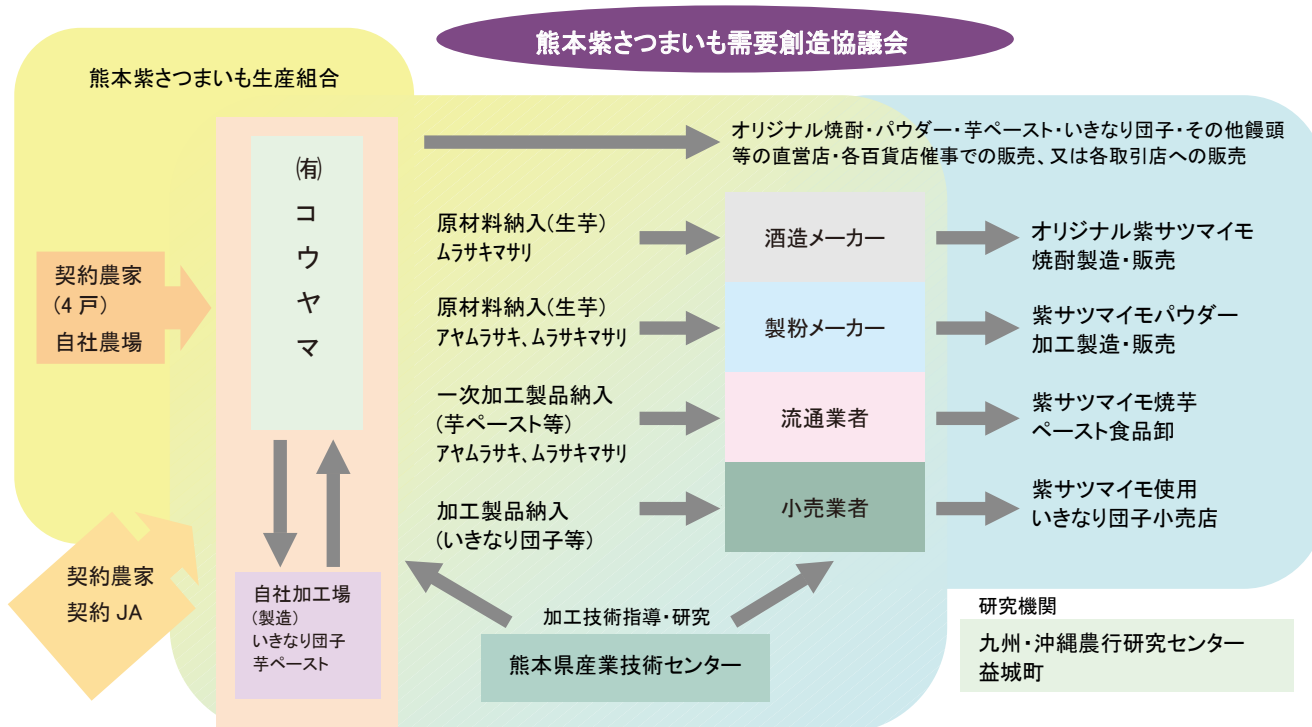 熊本紫さつまいも需要創造協議会
熊本紫さつまいも生産組合
㈲
コ
ウ
ヤ
マ
契約農家
(4 戸)
自社農場
契約農家
契約 JA
自社加工場
(製造)
いきなり団子
芋ペースト
オリジナル焼酎・パウダー・芋ペースト・いきなり団子・その他饅頭
等の直営店・各百貨店催事での販売、又は各取引店への販売
原材料納入(生芋)
ムラサキマサリ
酒造メーカー
オリジナル紫サツマイモ
焼酎製造・販売
原材料納入(生芋)
アヤムラサキ、ムラサキマサリ
製粉メーカー
紫サツマイモパウダー
加工製造・販売
一次加工製品納入
(芋ペースト等)
アヤムラサキ、ムラサキマサリ
流通業者
紫サツマイモ焼芋
ペースト食品卸
加工製品納入
(いきなり団子等)
小売業者
紫サツマイモ使用
いきなり団子小売店
加工技術指導・研究
熊本県産業技術センター
研究機関
九州・沖縄農行研究センター
益城町